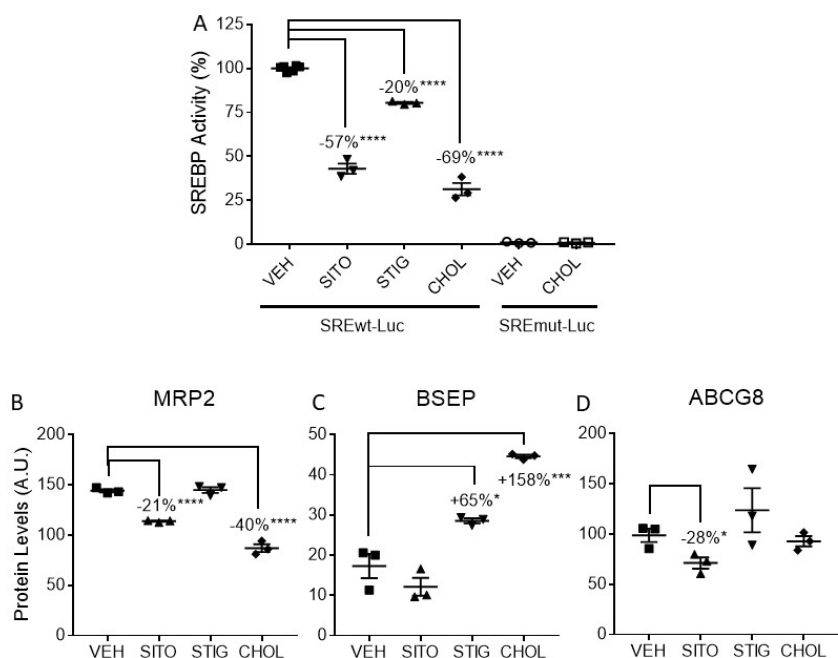 A
SREBP Activity (%)
125
100
75
50
25
0
-57%****
-20%****
-69%****
VEH SITO STIG CHOL VEH CHOL
SREwt-Luc SREmut-Luc
B MRP2
Protein Levels (A.U.)
200
150
100
50
0
-21%****
-40%****
VEH SITO STIG CHOL
C BSEP
50
40
30
20
10
0
+65%*
+158%***
VEH SITO STIG CHOL
D ABCG8
200
150
100
50
0
-28%*
VEH SITO STIG CHOL